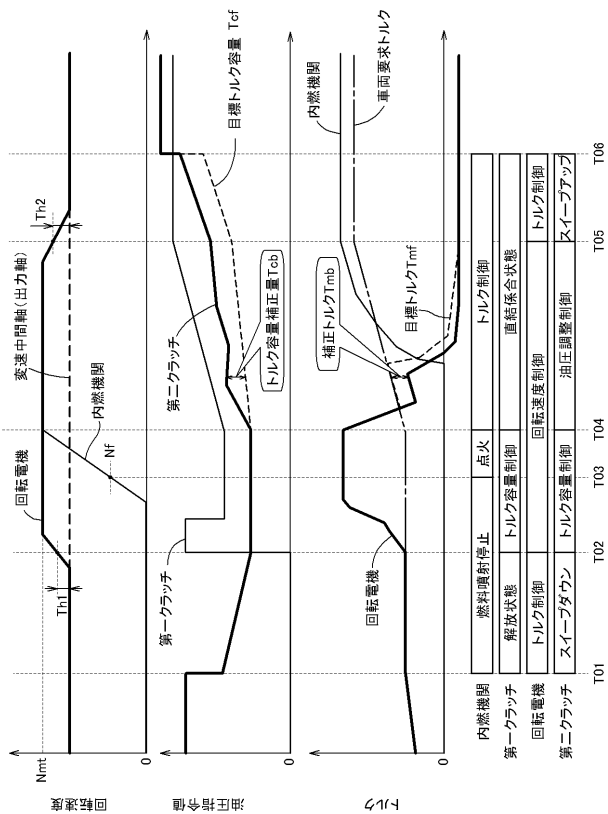 回転速度
Nmt
0
Th1
回転電機
変速中間軸(出力軸)
内燃機関
Nf
Th2
油圧指令値
0
第一クラッチ
第二クラッチ
トルク容量補正量Tcb
目標トルク容量 Tcf
トルク
0
回転電機
補正トルクTmb
目標トルクTmf
内燃機関
車両要求トルク
内燃機関 燃料噴射停止 点火 トルク制御
第一クラッチ 解放状態 トルク容量制御 直結係合状態
回転電機 トルク制御 回転速度制御 トルク制御
第二クラッチ スイープダウン トルク容量制御 油圧調整制御 スイープアップ
T01 T02 T03 T04 T05 T06